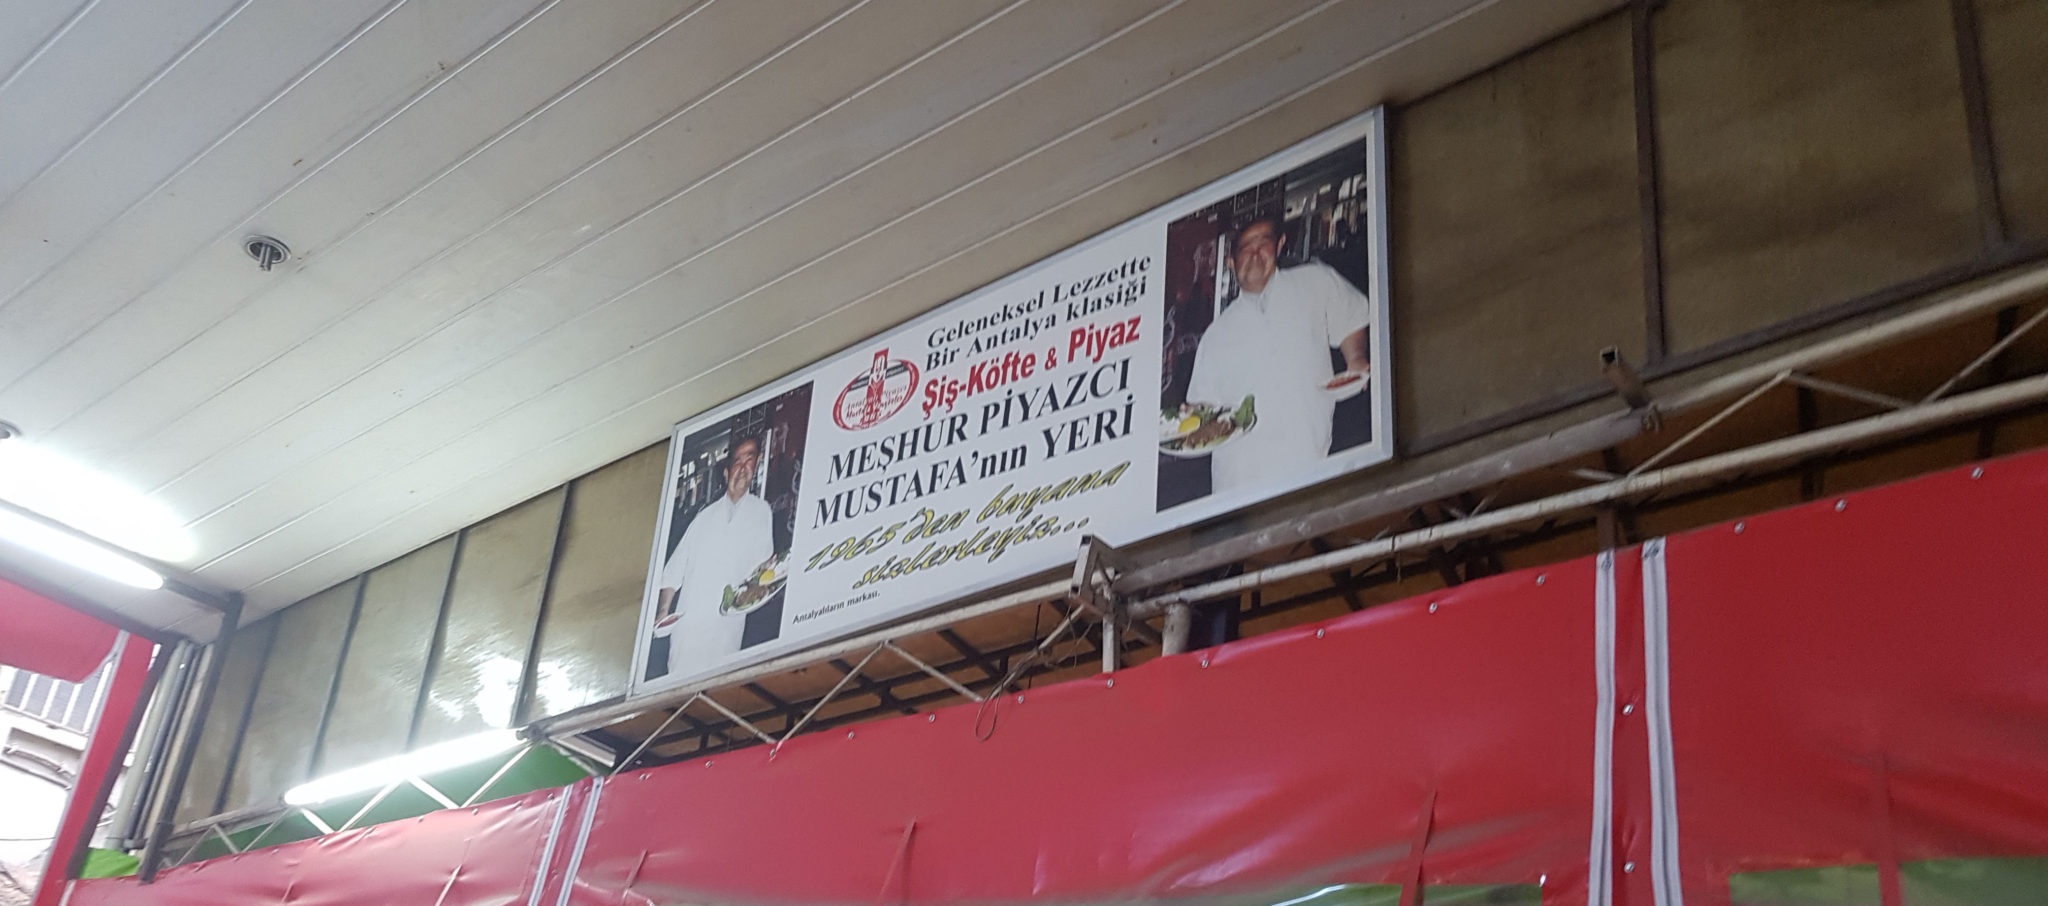 Geleneksel Lezzette
Bir Antalya klasiği
Şiş-Köfte & Piyaz
MEŞHUR PİYAZCI
MUSTAFA'nın YERİ
1965'den buyana
sizlerleyiz...
Antalyalıların markası.